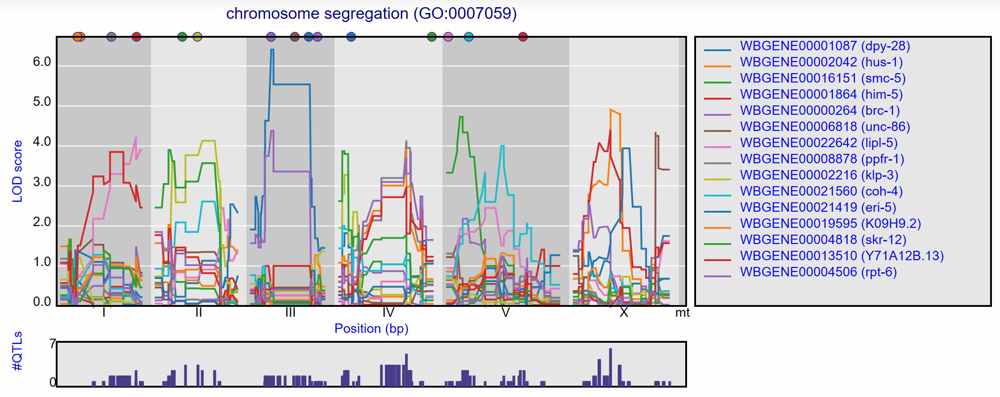 chromosome segregation (GO:0007059)
6.0
5.0
4.0
3.0
2.0
1.0
0.0
LOD score
I II III IV V X mt
Position (bp)
WBGENE00001087 (dpy-28)
WBGENE00002042 (hus-1)
WBGENE00016151 (smc-5)
WBGENE00001864 (him-5)
WBGENE00000264 (brc-1)
WBGENE00006818 (unc-86)
WBGENE00022642 (lipl-5)
WBGENE00008878 (ppfr-1)
WBGENE00002216 (klp-3)
WBGENE00021560 (coh-4)
WBGENE00021419 (eri-5)
WBGENE00019595 (K09H9.2)
WBGENE00004818 (skr-12)
WBGENE00013510 (Y71A12B.13)
WBGENE00004506 (rpt-6)
7
0
#QTLs